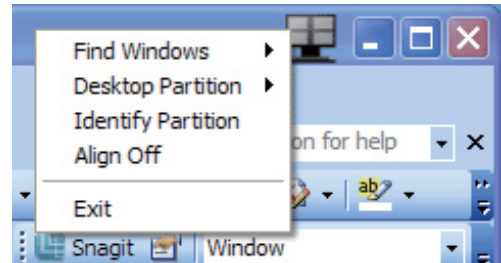 Find Windows
Desktop Partition
Identify Partition
on for help
Align Off
Exit
Snagit
Window